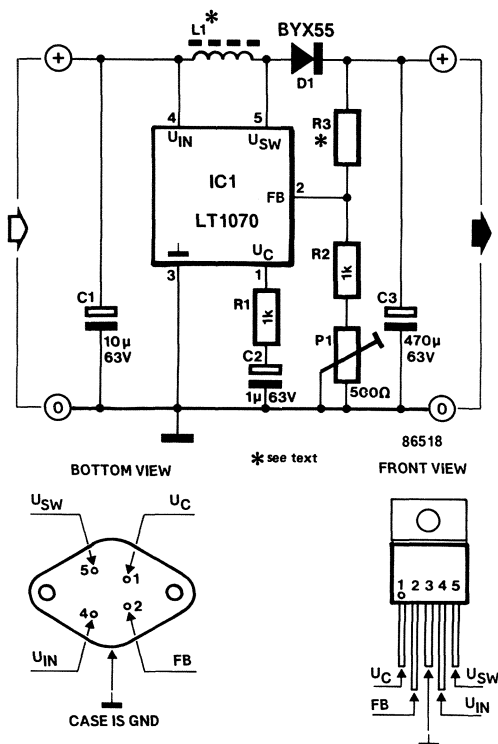 L1*
BYX55
D1
+
+
4
5
UIN
USW
R3
*
IC1
FB
2
LT1070
UC
3
1
R2
1k
R1
1k
C1
10µ
63V
C2
1µ 63V
P1
500Ω
C3
470µ
63V
0
0
86518
* see text
BOTTOM VIEW
FRONT VIEW
USW
UC
5
1
4
2
UIN
FB
CASE IS GND
1 2 3 4 5
UC
USW
FB
UIN